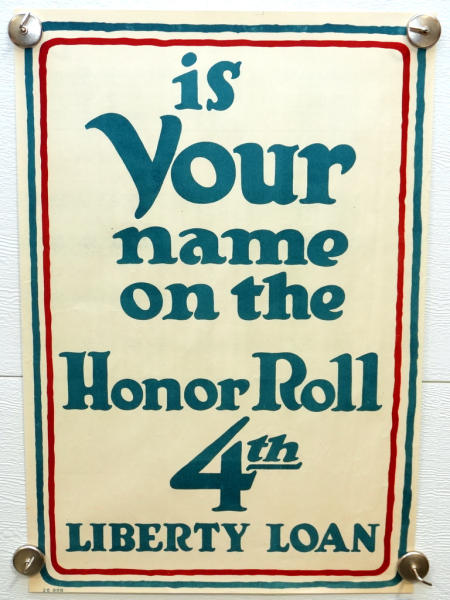 is
Your
name
on the
Honor Roll
4th
LIBERTY LOAN